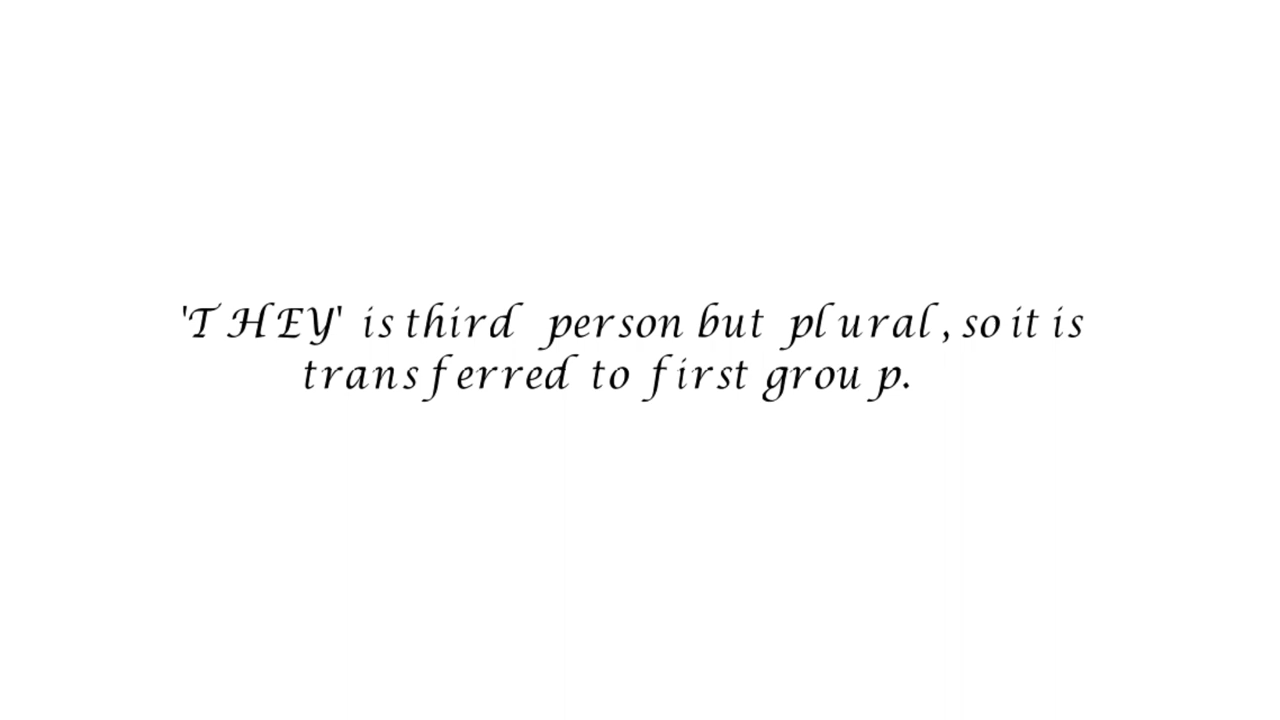 'THEY' is third person but plural, so it is
transferred to first group.